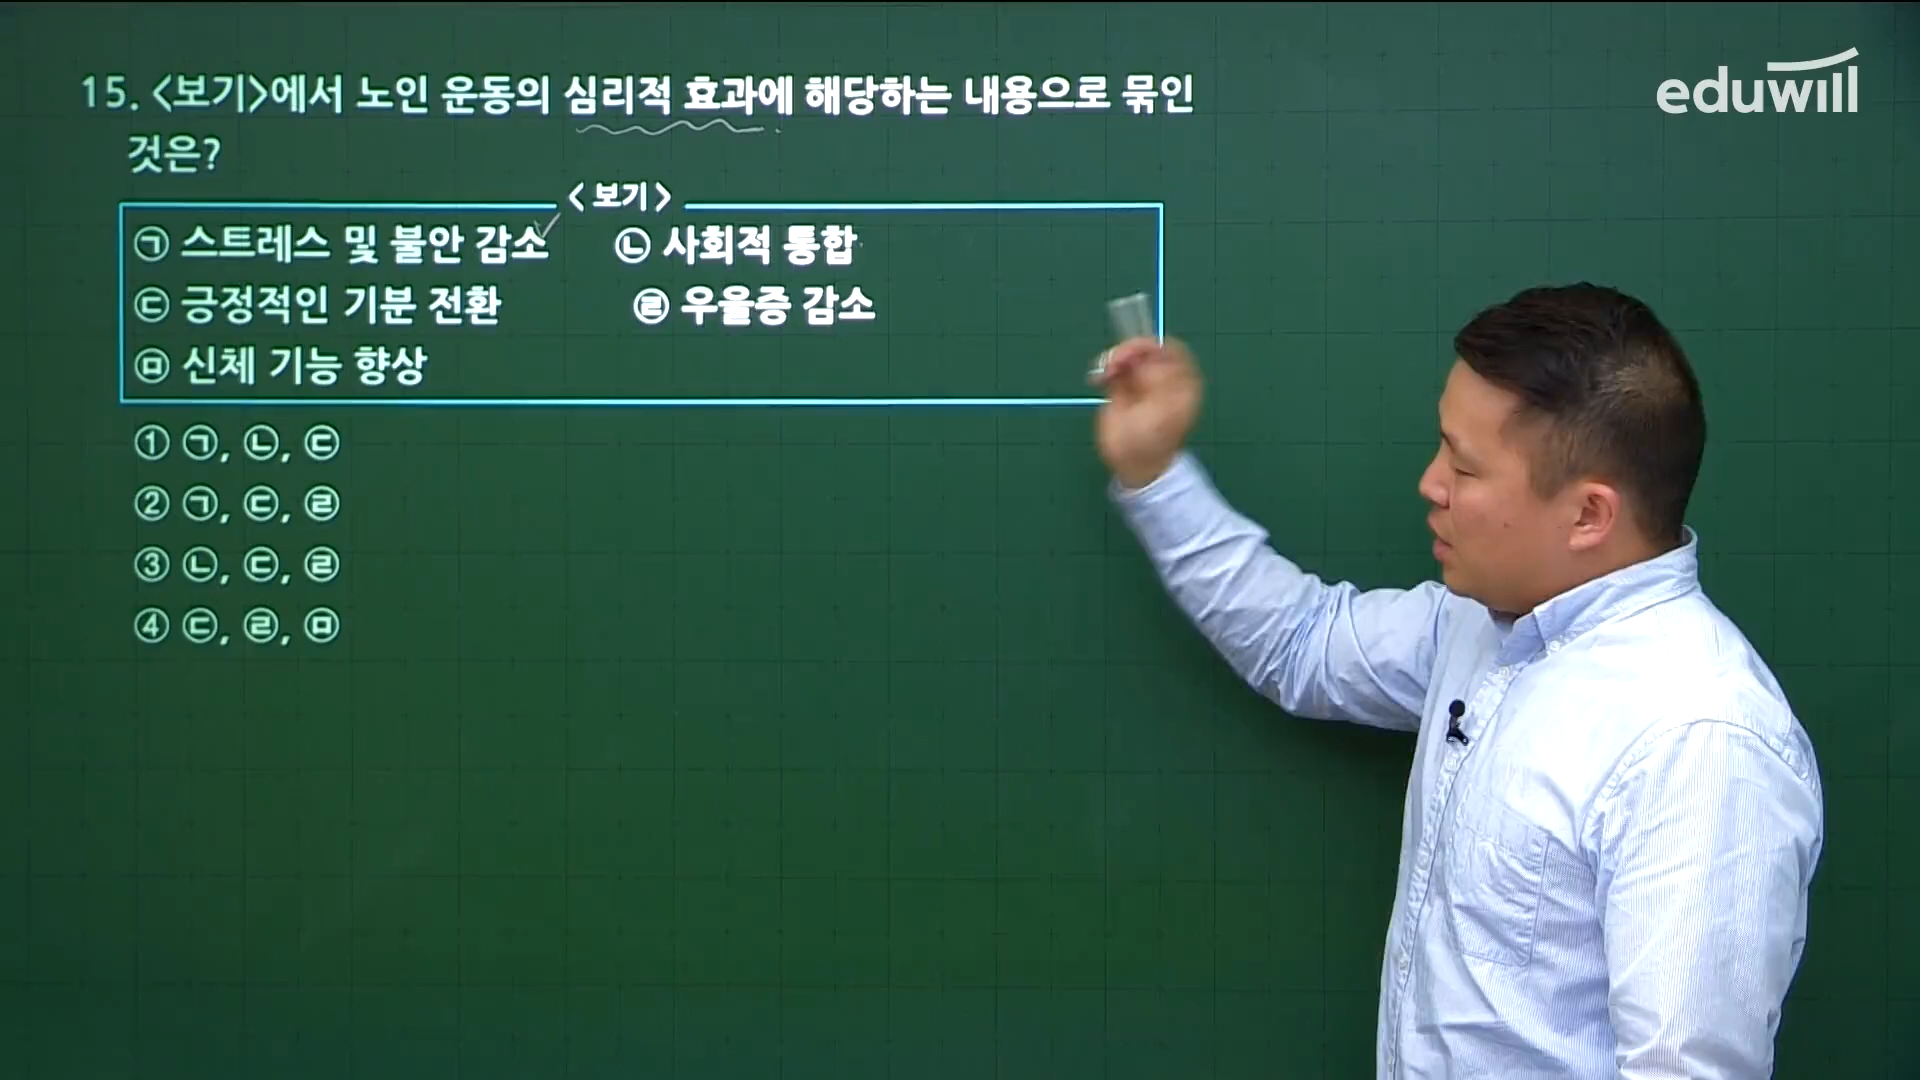 eduwill
15. <보기>에서 노인 운동의 심리적 효과에 해당하는 내용으로 묶인
것은?
<보기>
㉠ 스트레스 및 불안 감소 ㉡ 사회적 통합
㉢ 긍정적인 기분 전환 ㉣ 우울증 감소
㉤ 신체 기능 향상
① ㉠, ㉡, ㉢
② ㉠, ㉢, ㉣
③ ㉡, ㉢, ㉣
④ ㉢, ㉣, ㉤